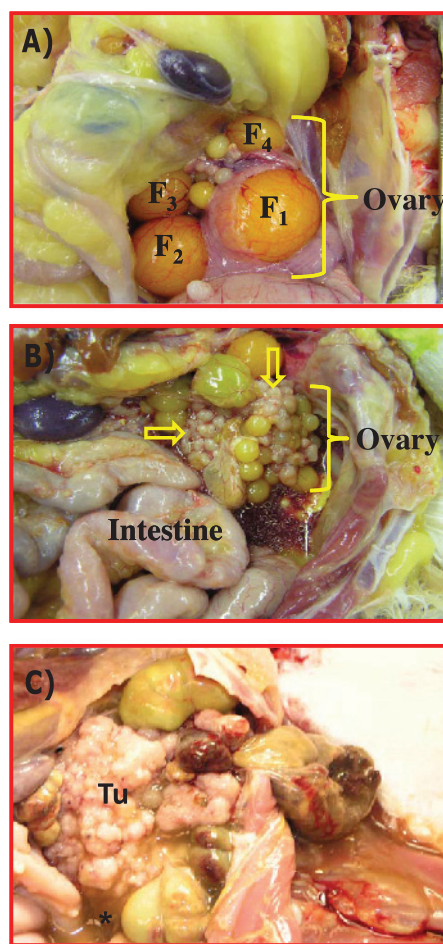 A)
F4
F3
F1
Ovary
F2
B)
Ovary
Intestine
C)
Tu
*